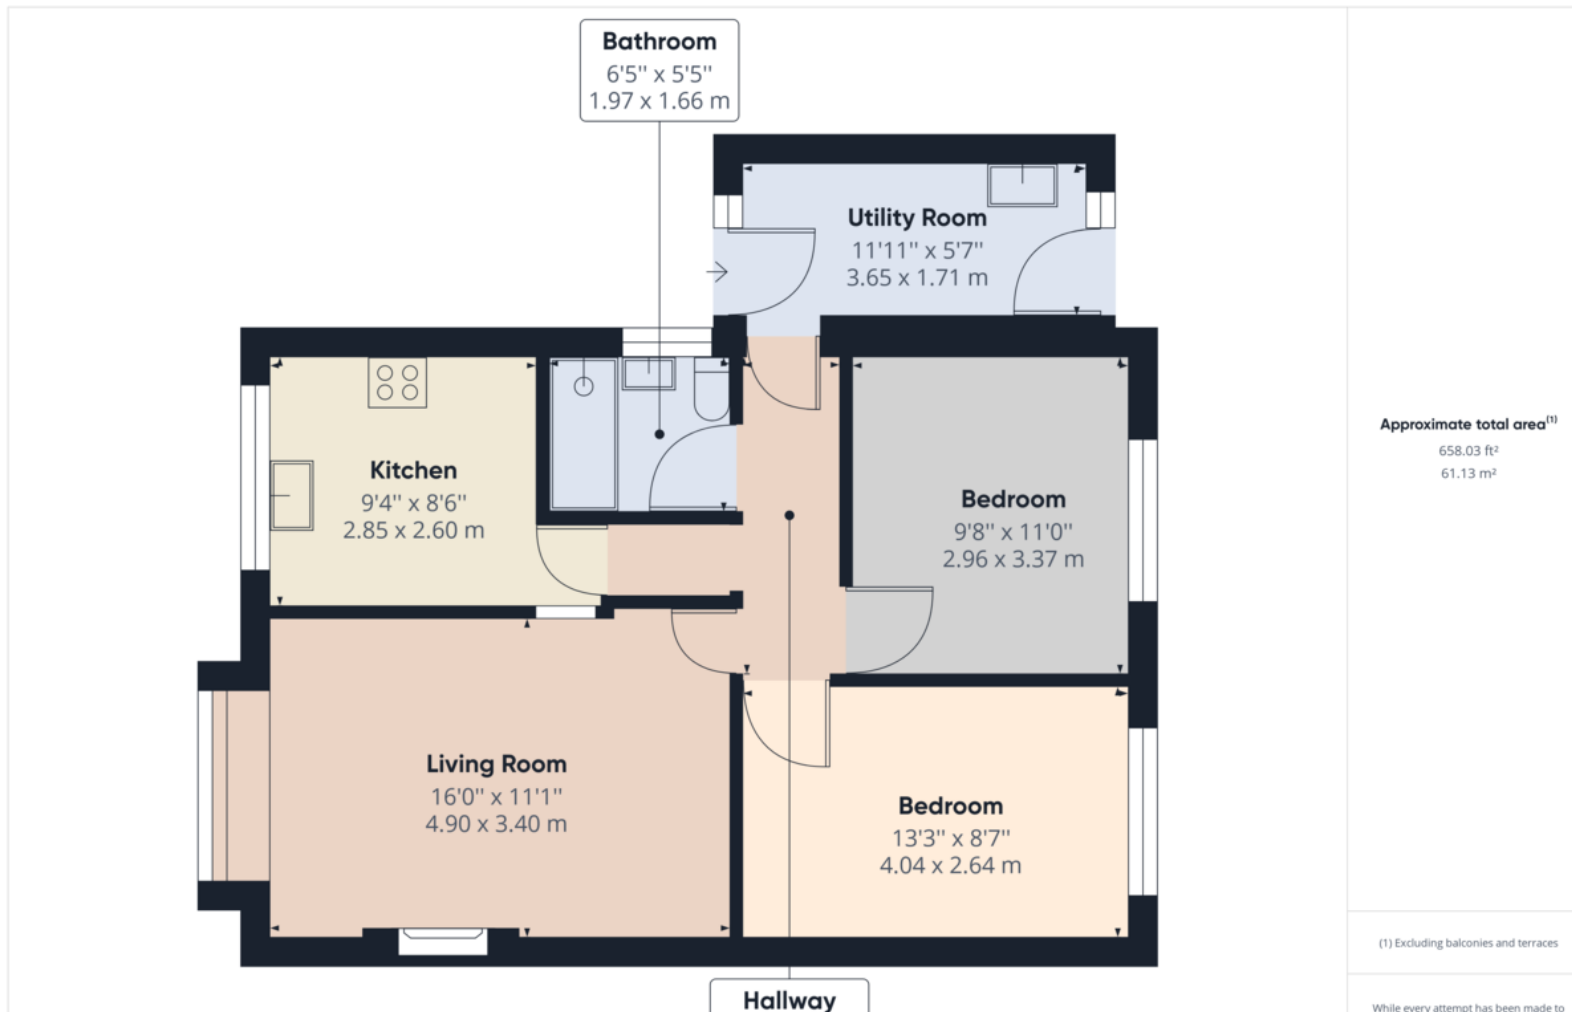 Bathroom
6'5'' x 5'5''
1.97 x 1.66 m
Utility Room
11'11'' x 5'7''
3.65 x 1.71 m
Kitchen
9'4'' x 8'6''
2.85 x 2.60 m
Bedroom
9'8'' x 11'0''
2.96 x 3.37 m
Living Room
16'0'' x 11'1''
4.90 x 3.40 m
Bedroom
13'3'' x 8'7''
4.04 x 2.64 m
Hallway
Approximate total area(1)
658.03 ft²
61.13 m²
(1) Excluding balconies and terraces
While every attempt has been made to